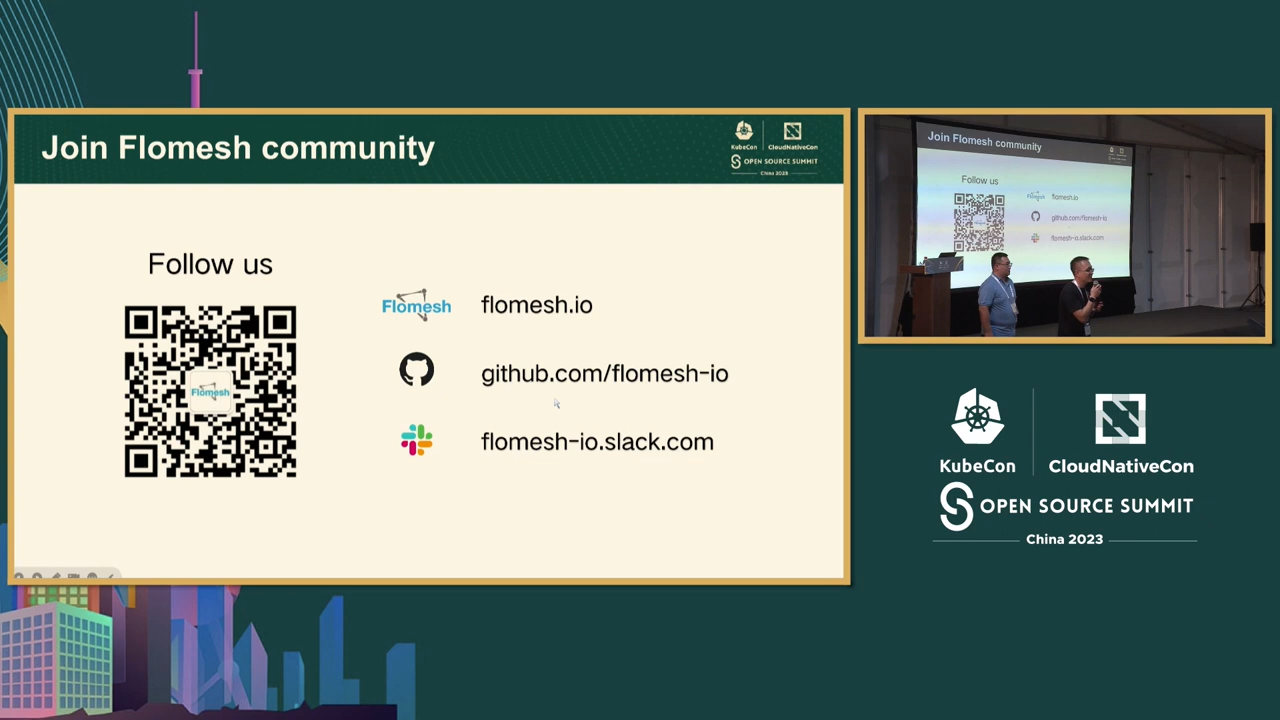 Join Flomesh community
KubeCon
CloudNativeCon
OPEN SOURCE SUMMIT
China 2023
Follow us
Flomesh
Flomesh
flomesh.io
github.com/flomesh-io
flomesh-io.slack.com
Join Flomesh community
Follow us
flomesh.io
github.com/flomesh-io
flomesh-io.slack.com
KubeCon
CloudNativeCon
OPEN SOURCE SUMMIT
China 2023